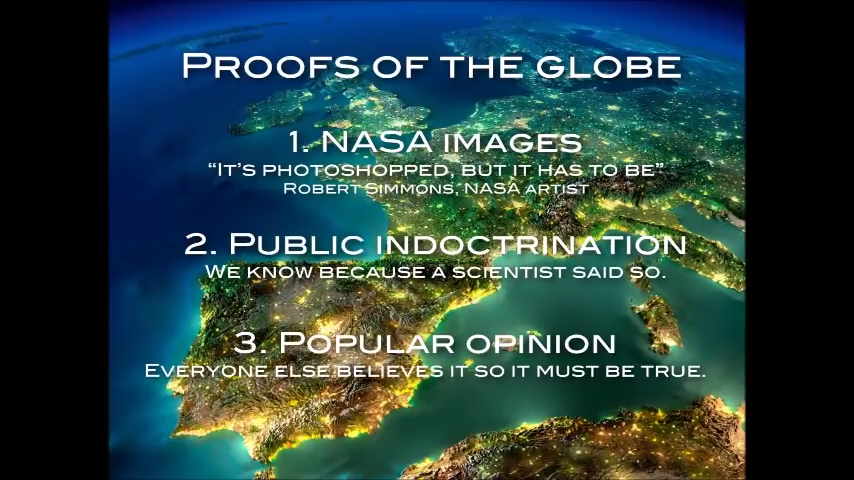 PROOFS OF THE GLOBE
1. NASA IMAGES
“IT’S PHOTOSHOPPED, BUT IT HAS TO BE”
ROBERT SIMMONS, NASA ARTIST
2. PUBLIC INDOCTRINATION
WE KNOW BECAUSE A SCIENTIST SAID SO.
3. POPULAR OPINION
EVERYONE ELSE BELIEVES IT SO IT MUST BE TRUE.